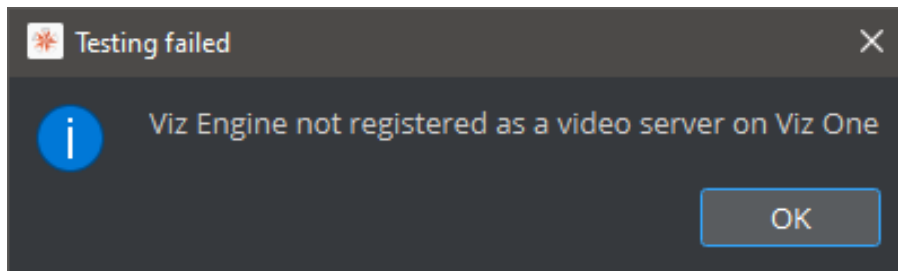 Testing failed
Viz Engine not registered as a video server on Viz One
OK